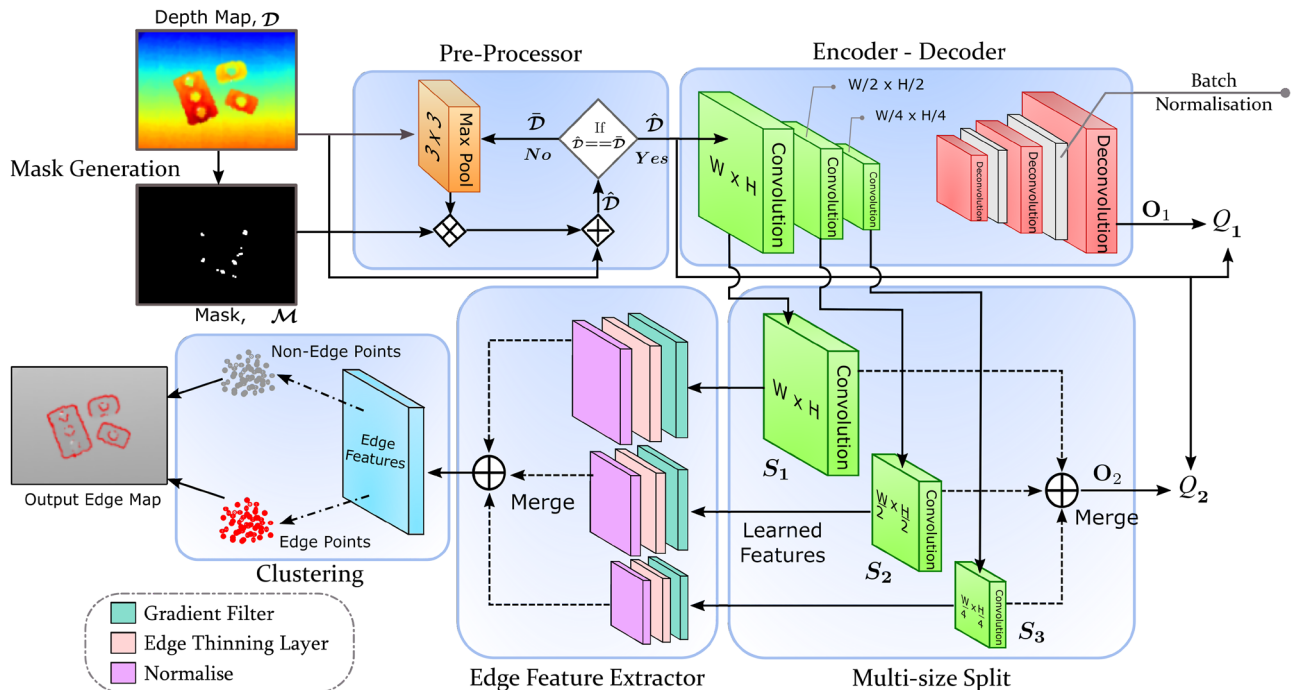 Depth Map, 𝓓
Pre-Processor
Encoder - Decoder
Batch
Normalisation
W/2 x H/2
W/4 x H/4
3 x 3
Max Pool
𝓓̄
No
If
𝓓̂==𝓓̄
𝓓̂
Yes
𝓓̂
W x H
Convolution
Convolution
Convolution
Deconvolution
Deconvolution
Deconvolution
O₁
Q₁
Mask Generation
Mask, 𝓜
Non-Edge Points
Edge
Features
Edge Points
Output Edge Map
Clustering
Merge
W x H
Convolution
S₁
W/2 x H/2
Convolution
S₂
Learned
Features
W/4 x H/4
Convolution
S₃
O₂
Q₂
Merge
Gradient Filter
Edge Thinning Layer
Normalise
Edge Feature Extractor
Multi-size Split